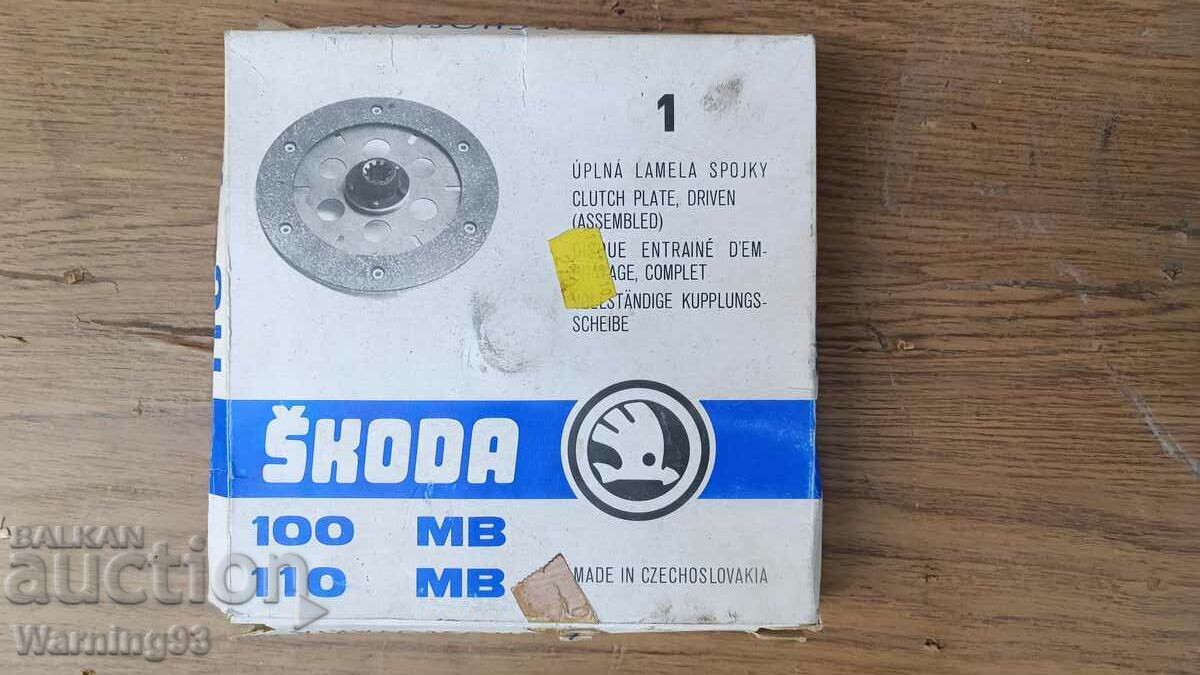 1
ÚPLNÁ LAMELA SPOJKY
CLUTCH PLATE, DRIVEN
(ASSEMBLED)
ENTRAINÉ D'EM-
COMPLET
VOLLSTÄNDIGE KUPPLUNGS-
SCHEIBE
ŠKODA
100 MB
110 MB
MADE IN CZECHOSLOVAKIA
BALKAN
auction
Warning93